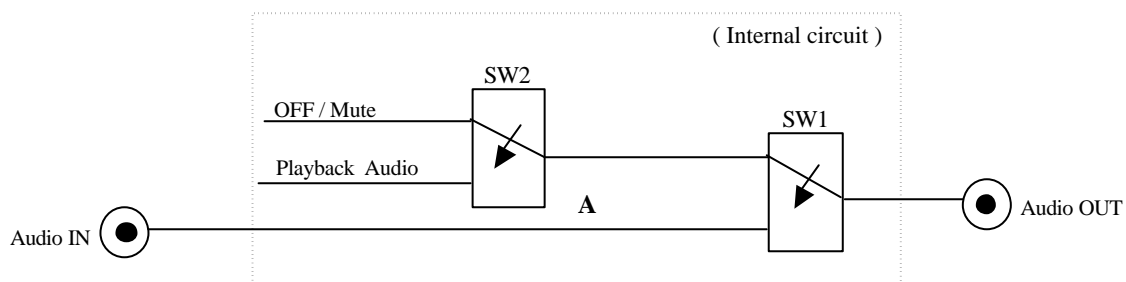 ( Internal circuit )
SW2
OFF / Mute
SW1
Playback Audio
A
Audio IN
Audio OUT